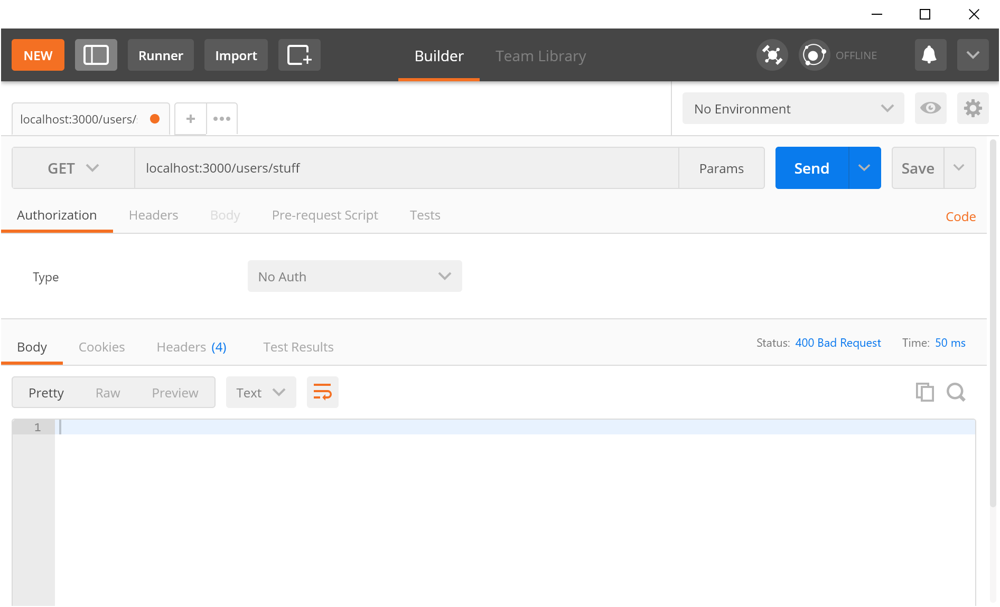 NEW Runner Import Builder Team Library OFFLINE
localhost:3000/users/ No Environment
GET localhost:3000/users/stuff Params Send Save
Authorization Headers Body Pre-request Script Tests Code
Type No Auth
Body Cookies Headers (4) Test Results Status: 400 Bad Request Time: 50 ms
Pretty Raw Preview Text
1